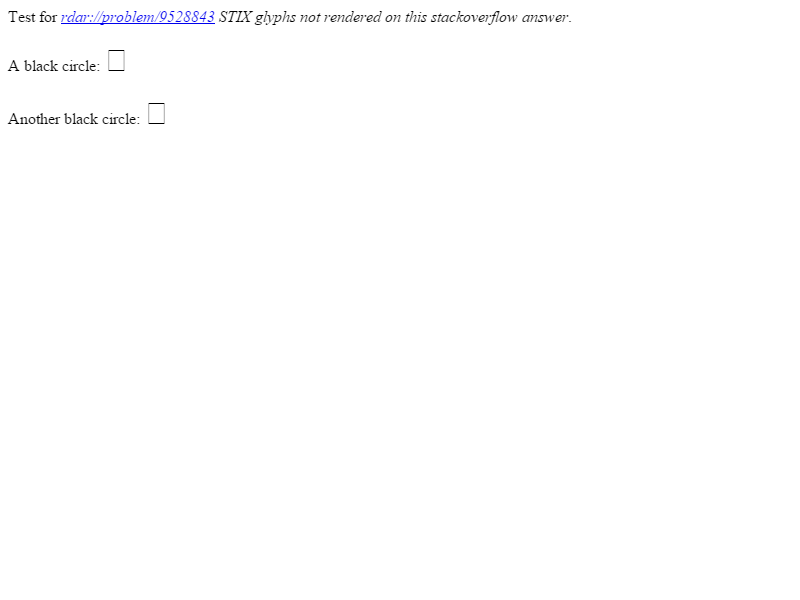 Test for rdar://problem/9528843 STIX glyphs not rendered on this stackoverflow answer.
A black circle:
Another black circle: